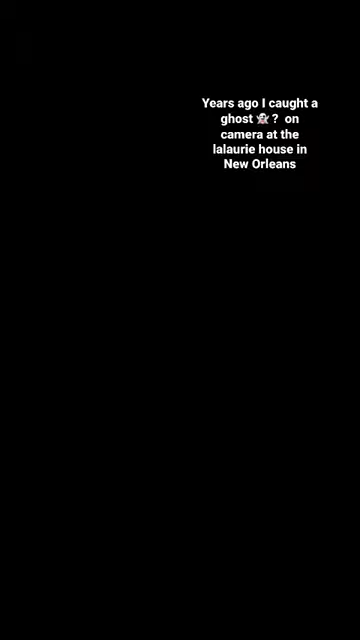 Years ago I caught a
ghost 👻 ? on
camera at the
lalaurie house in
New Orleans